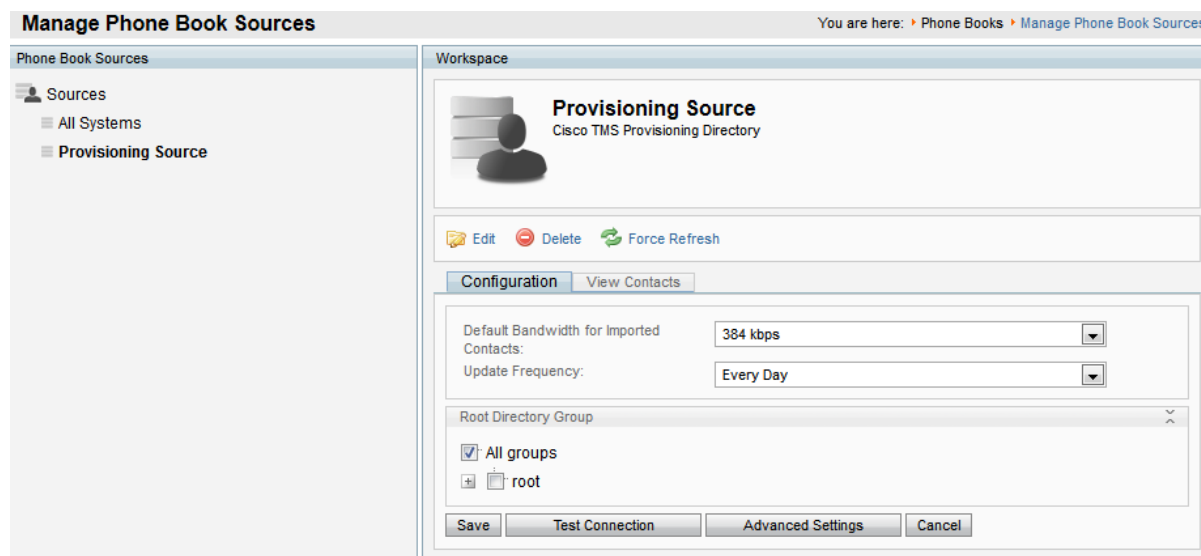 Manage Phone Book Sources
You are here: Phone Books Manage Phone Book Sources
Phone Book Sources
Sources
All Systems
Provisioning Source
Workspace
Provisioning Source
Cisco TMS Provisioning Directory
Edit Delete Force Refresh
Configuration View Contacts
Default Bandwidth for Imported
Contacts:
384 kbps
Update Frequency:
Every Day
Root Directory Group
All groups
root
Save Test Connection Advanced Settings Cancel